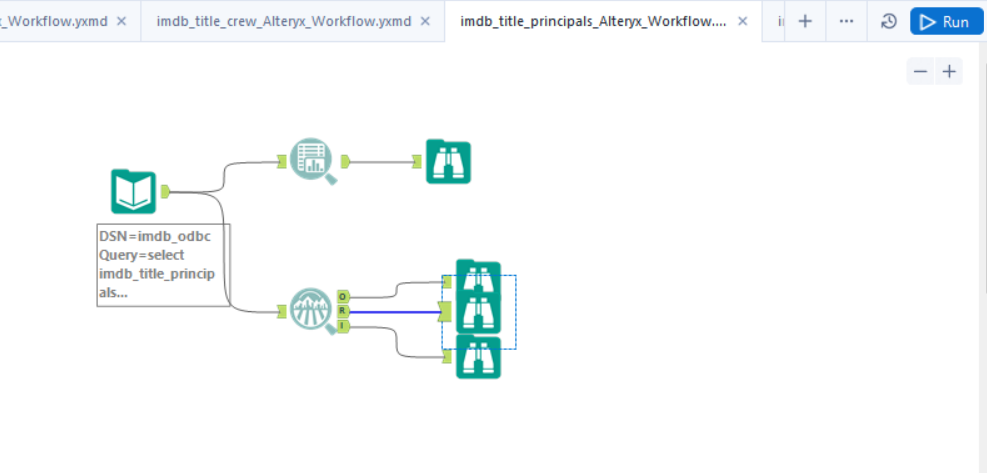 _Workflow.yxmd
imdb_title_crew_Alteryx_Workflow.yxmd
imdb_title_principals_Alteryx_Workflow....
Run
DSN=imdb_odbc
Query=select
imdb_title_princip
als...
O
R
I